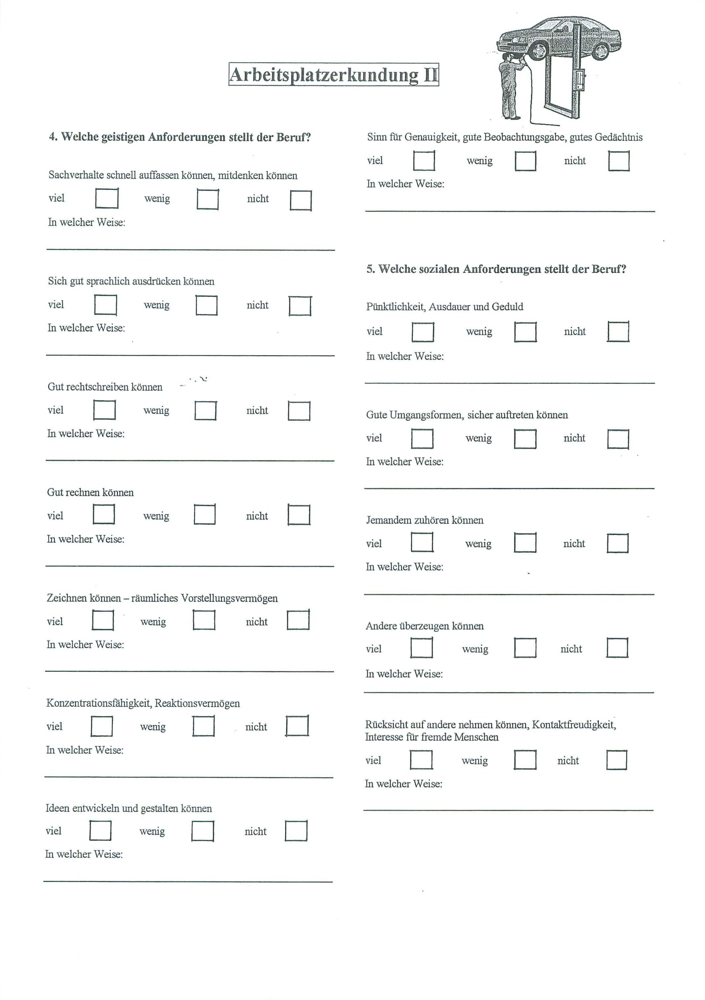 Arbeitsplatzerkundung II
4. Welche geistigen Anforderungen stellt der Beruf?
Sachverhalte schnell auffassen können, mitdenken können
viel wenig nicht
In welcher Weise:
Sich gut sprachlich ausdrücken können
viel wenig nicht
In welcher Weise:
Gut rechtschreiben können
viel wenig nicht
In welcher Weise:
Gut rechnen können
viel wenig nicht
In welcher Weise:
Zeichnen können – räumliches Vorstellungsvermögen
viel wenig nicht
In welcher Weise:
Konzentrationsfähigkeit, Reaktionsvermögen
viel wenig nicht
In welcher Weise:
Ideen entwickeln und gestalten können
viel wenig nicht
In welcher Weise:
Sinn für Genauigkeit, gute Beobachtungsgabe, gutes Gedächtnis
viel wenig nicht
In welcher Weise:
5. Welche sozialen Anforderungen stellt der Beruf?
Pünktlichkeit, Ausdauer und Geduld
viel wenig nicht
In welcher Weise:
Gute Umgangsformen, sicher auftreten können
viel wenig nicht
In welcher Weise:
Jemandem zuhören können
viel wenig nicht
In welcher Weise:
Andere überzeugen können
viel wenig nicht
In welcher Weise:
Rücksicht auf andere nehmen können, Kontaktfreudigkeit,
Interesse für fremde Menschen
viel wenig nicht
In welcher Weise: